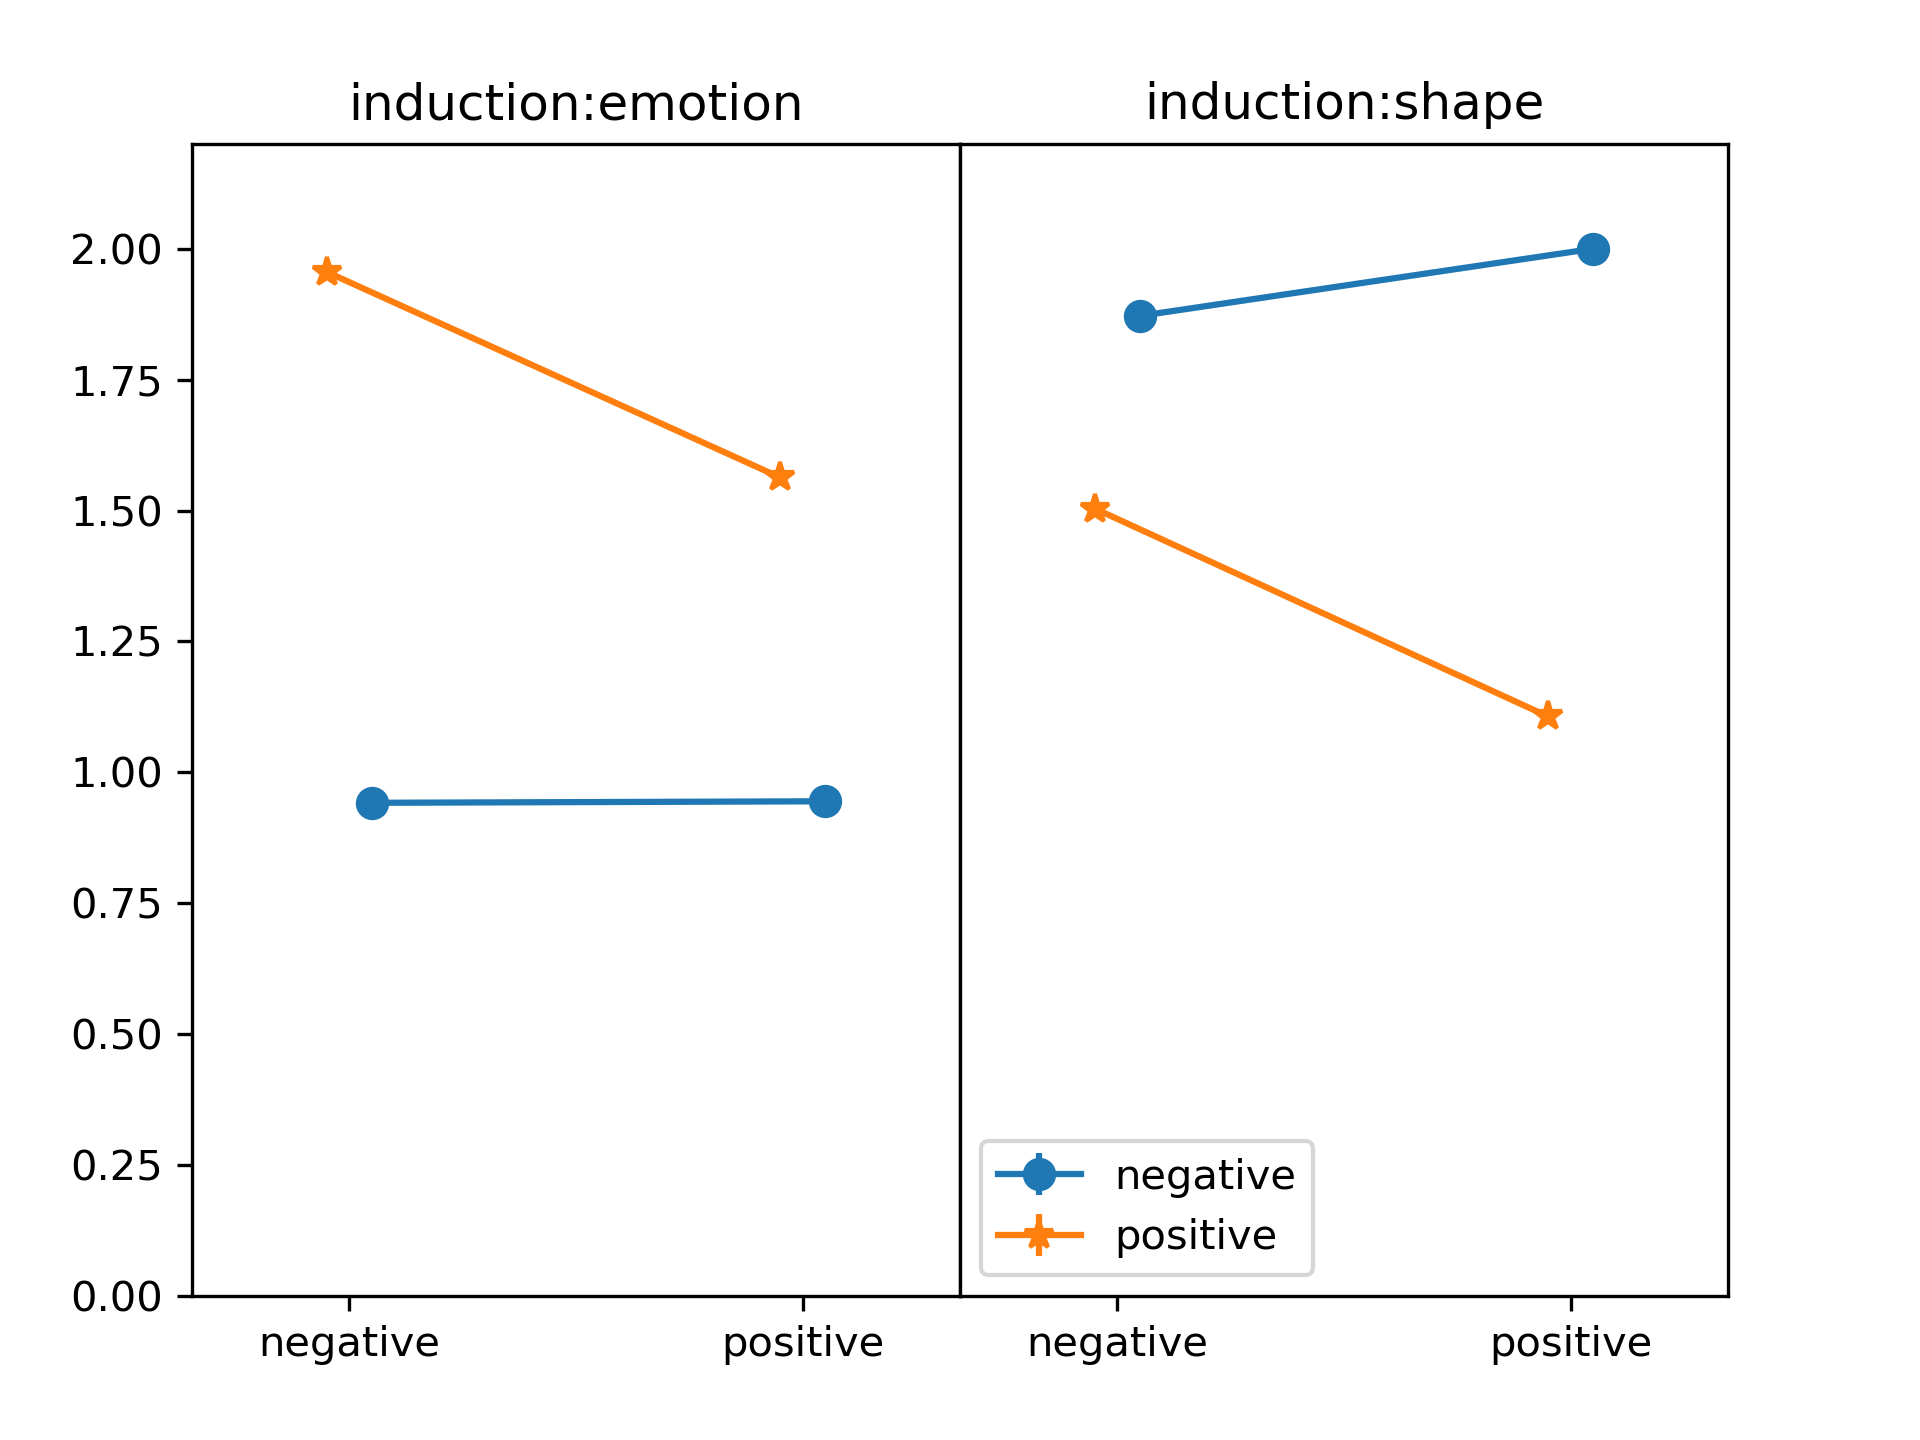 induction:emotion
induction:shape
2.00
1.75
1.50
1.25
1.00
0.75
0.50
0.25
0.00
negative
positive
negative
positive
negative
positive